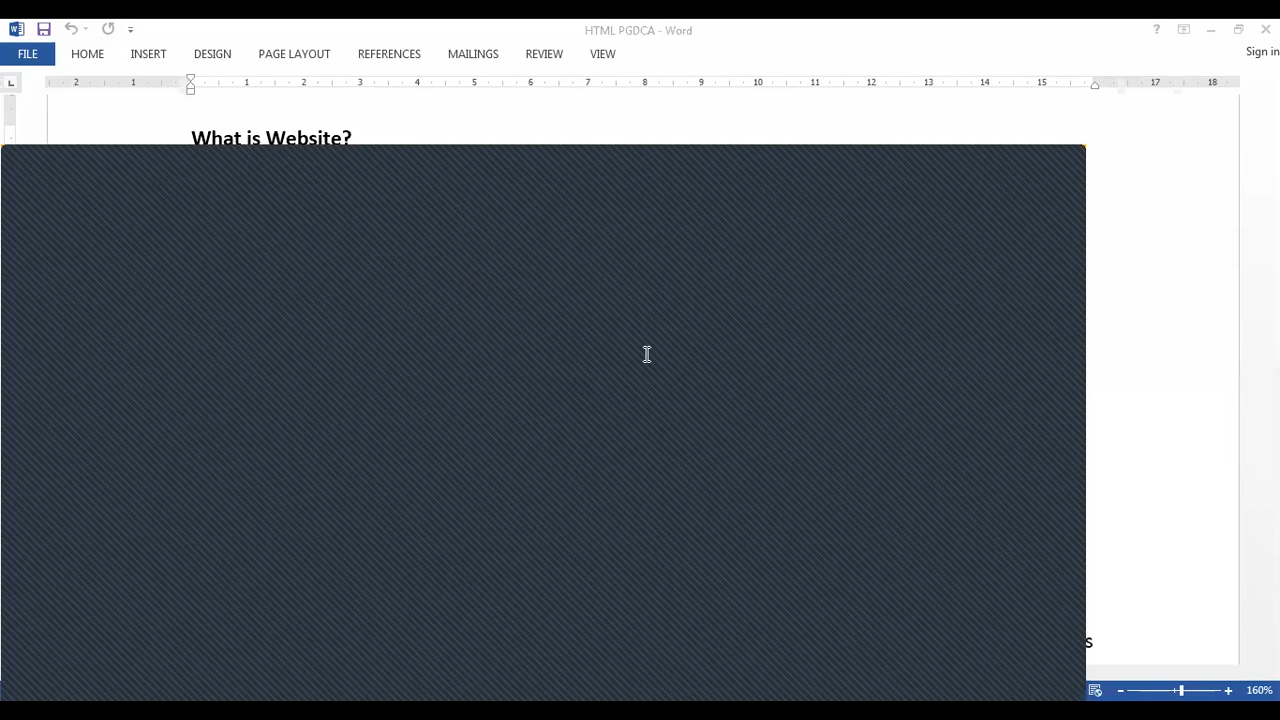 HTML PGDCA - Word
?
Sign in
FILE HOME INSERT DESIGN PAGE LAYOUT REFERENCES MAILINGS REVIEW VIEW
2 1 1 2 3 4 5 6 7 8 9 10 11 12 13 14 15 17 18
What is Website?
s
160%